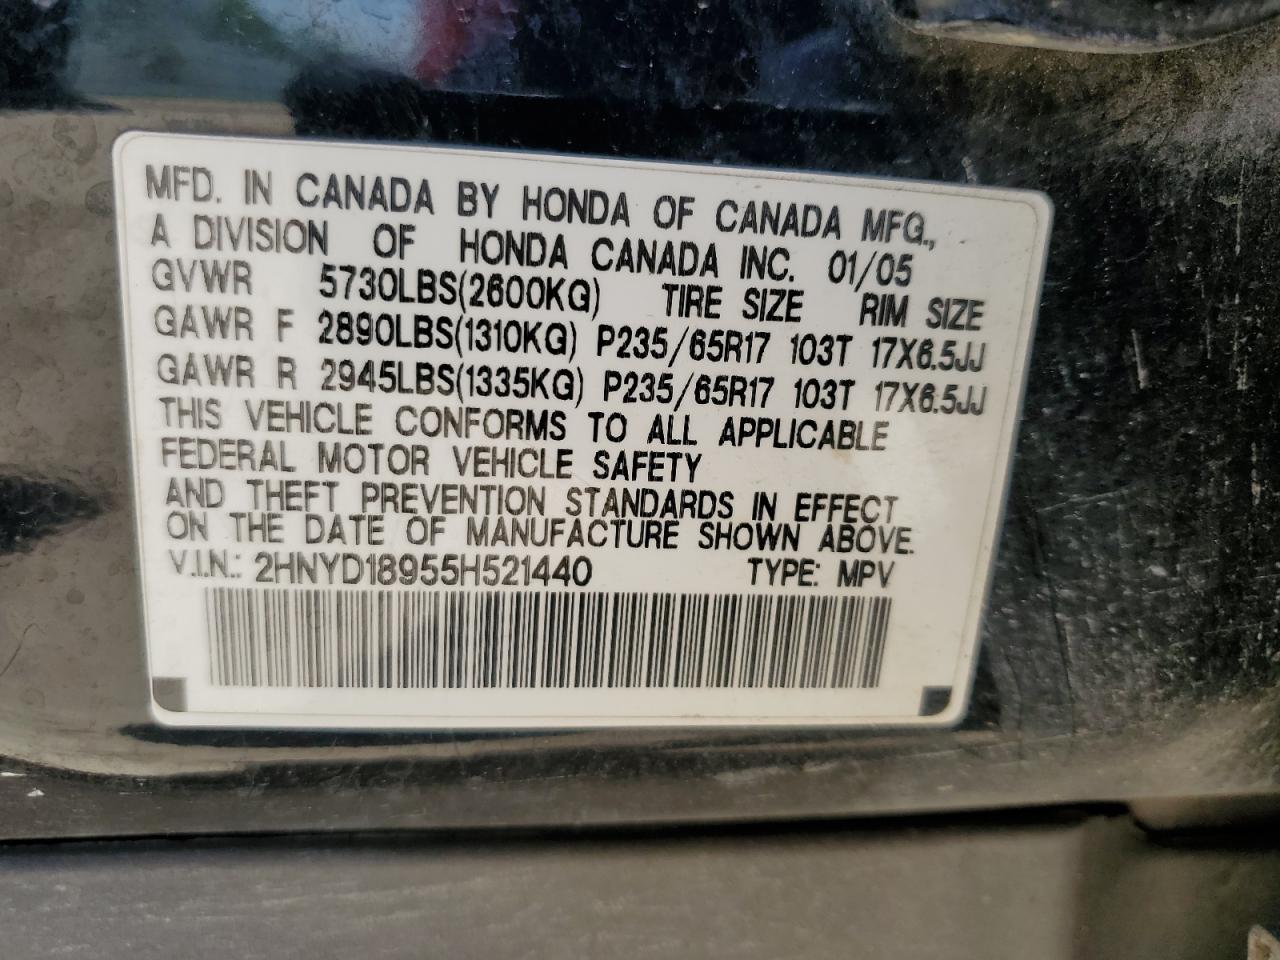 MFD. IN CANADA BY HONDA OF CANADA MFG.,
A DIVISION OF HONDA CANADA INC. 01/05
GVWR 5730LBS(2600KG) TIRE SIZE RIM SIZE
GAWR F 2890LBS(1310KG) P235/65R17 103T 17X6.5JJ
GAWR R 2945LBS(1335KG) P235/65R17 103T 17X6.5JJ
THIS VEHICLE CONFORMS TO ALL APPLICABLE
FEDERAL MOTOR VEHICLE SAFETY
AND THEFT PREVENTION STANDARDS IN EFFECT
ON THE DATE OF MANUFACTURE SHOWN ABOVE.
V.I.N.: 2HNYD18955H521440 TYPE: MPV